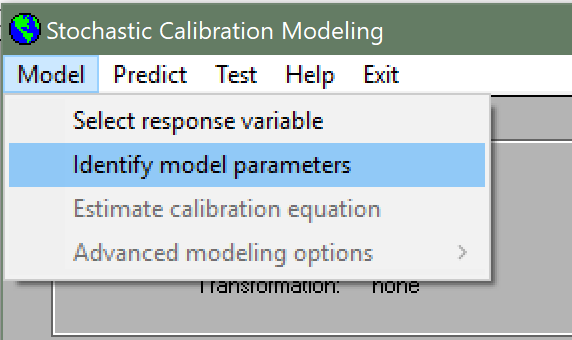 Stochastic Calibration Modeling
Model Predict Test Help Exit
Select response variable
Identify model parameters
Estimate calibration equation
Advanced modeling options
Transformation: none